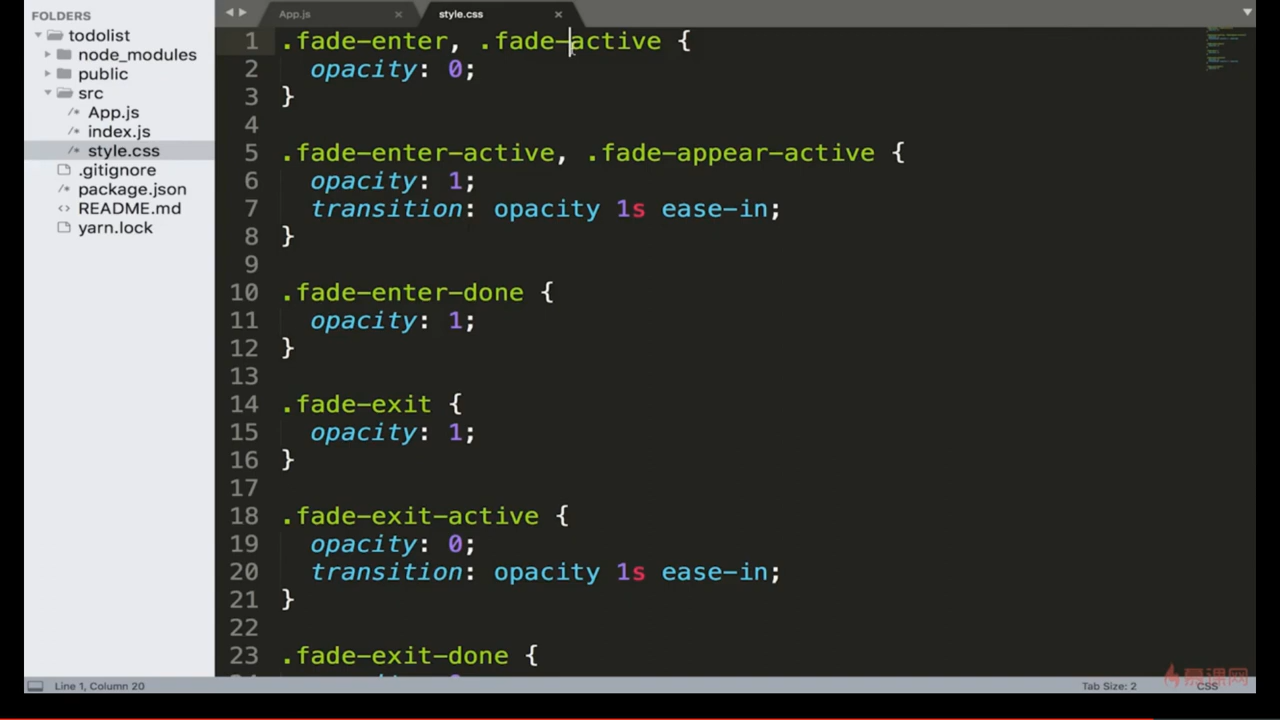 FOLDERS
todolist
node_modules
public
src
App.js
index.js
style.css
.gitignore
package.json
README.md
yarn.lock
App.js
style.css
1 .fade-enter, .fade-active {
2 opacity: 0;
3 }
4
5 .fade-enter-active, .fade-appear-active {
6 opacity: 1;
7 transition: opacity 1s ease-in;
8 }
9
10 .fade-enter-done {
11 opacity: 1;
12 }
13
14 .fade-exit {
15 opacity: 1;
16 }
17
18 .fade-exit-active {
19 opacity: 0;
20 transition: opacity 1s ease-in;
21 }
22
23 .fade-exit-done {
Line 1, Column 20
Tab Size: 2
CSS
慕课网